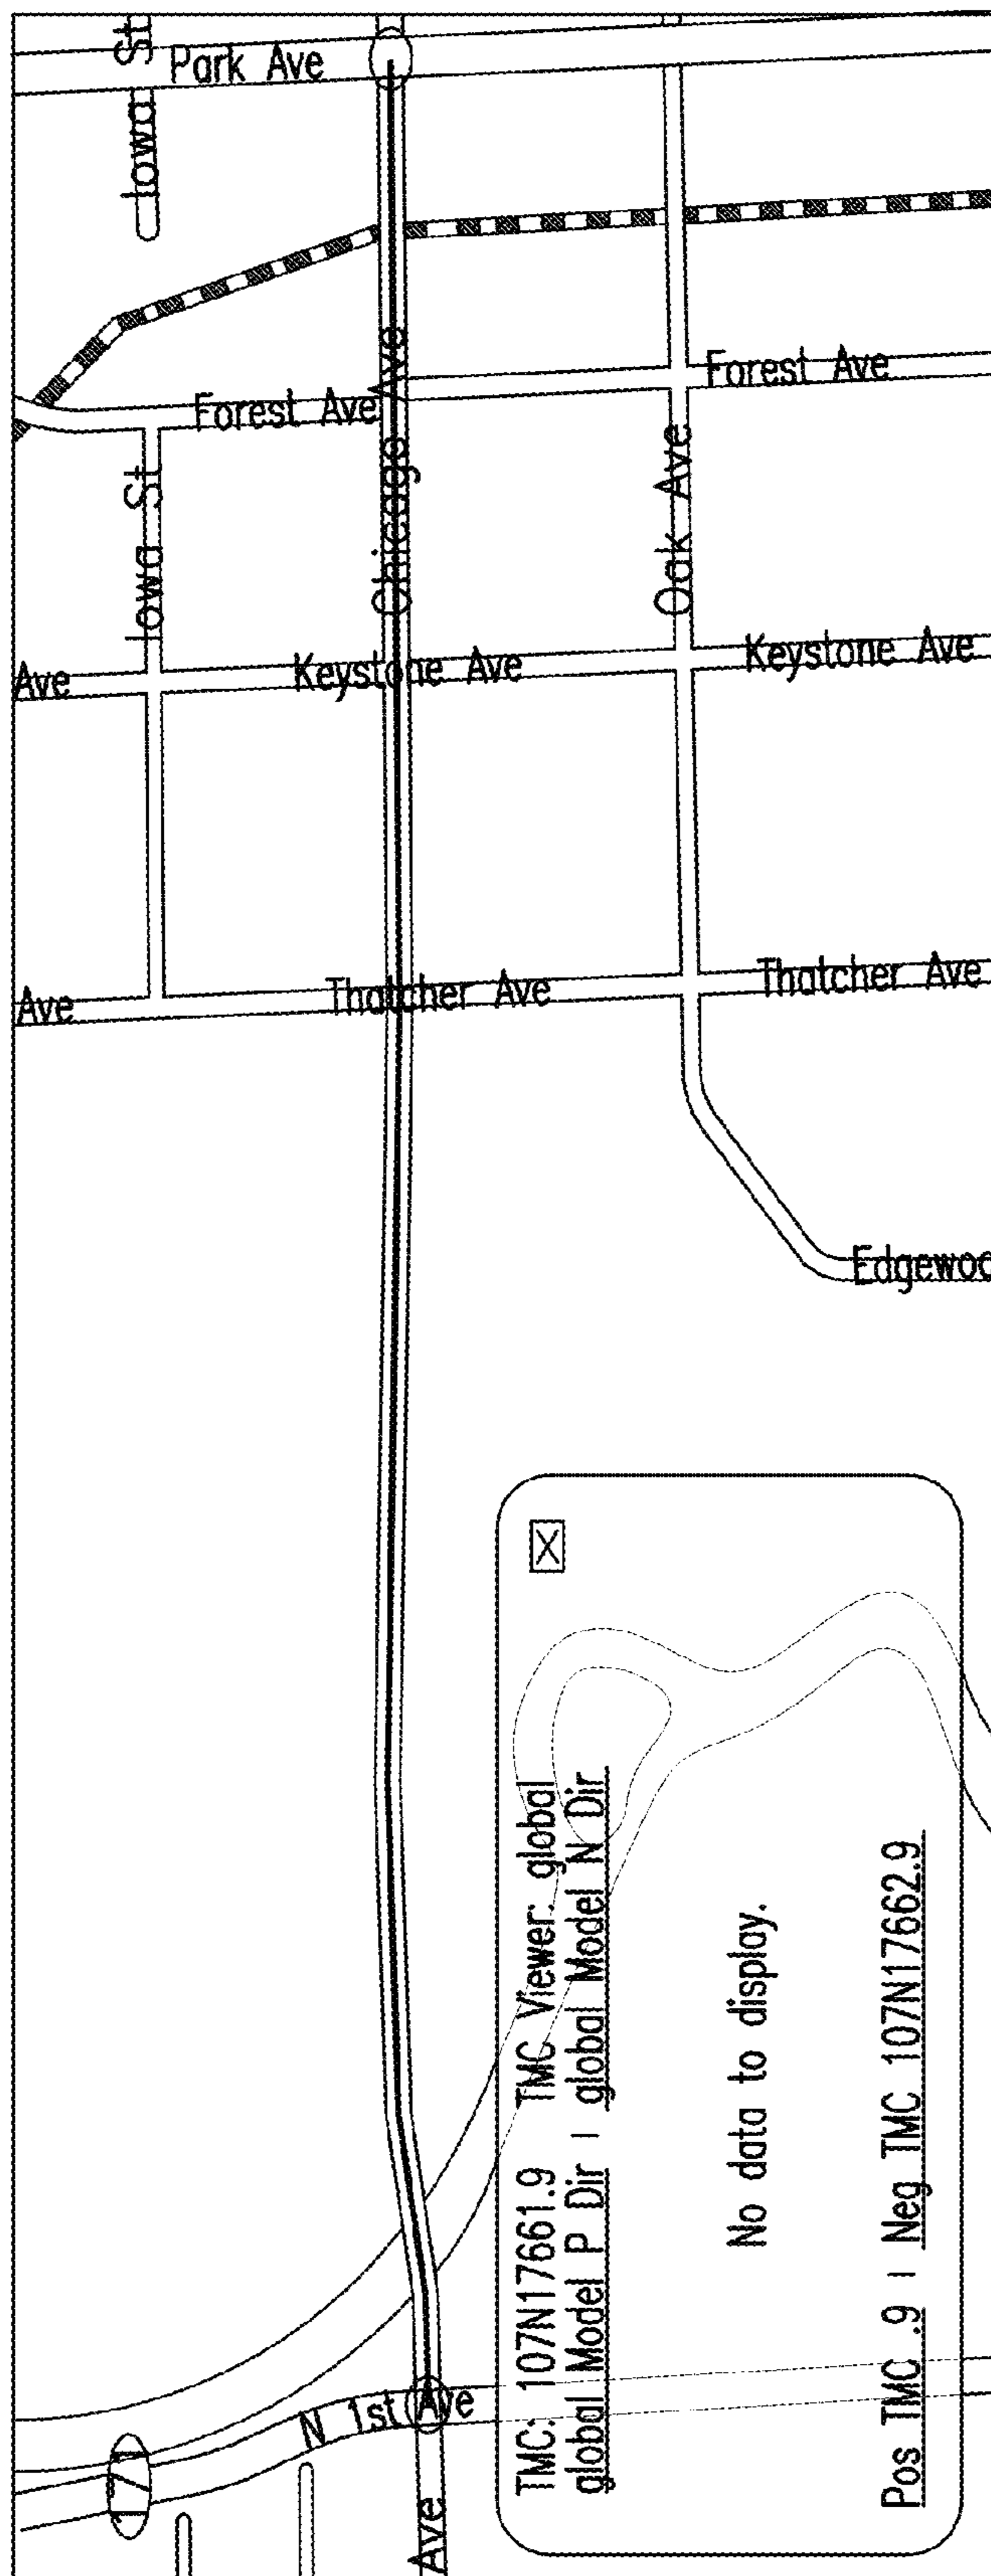 Iowa St
Park Ave
Iowa
Forest Ave
Forest Ave
Iowa St
Chicago Ave
Oak Ave
Ave
Keystone Ave
Keystone Ave
Ave
Thatcher Ave
Thatcher Ave
Edgewoo
TMC: 107N17661.9 TMC Viewer: global
global Model P Dir | global Model N Dir
No data to display.
Pos TMC .9 | Neg TMC 107N17662.9
N 1st Ave
171
Ave